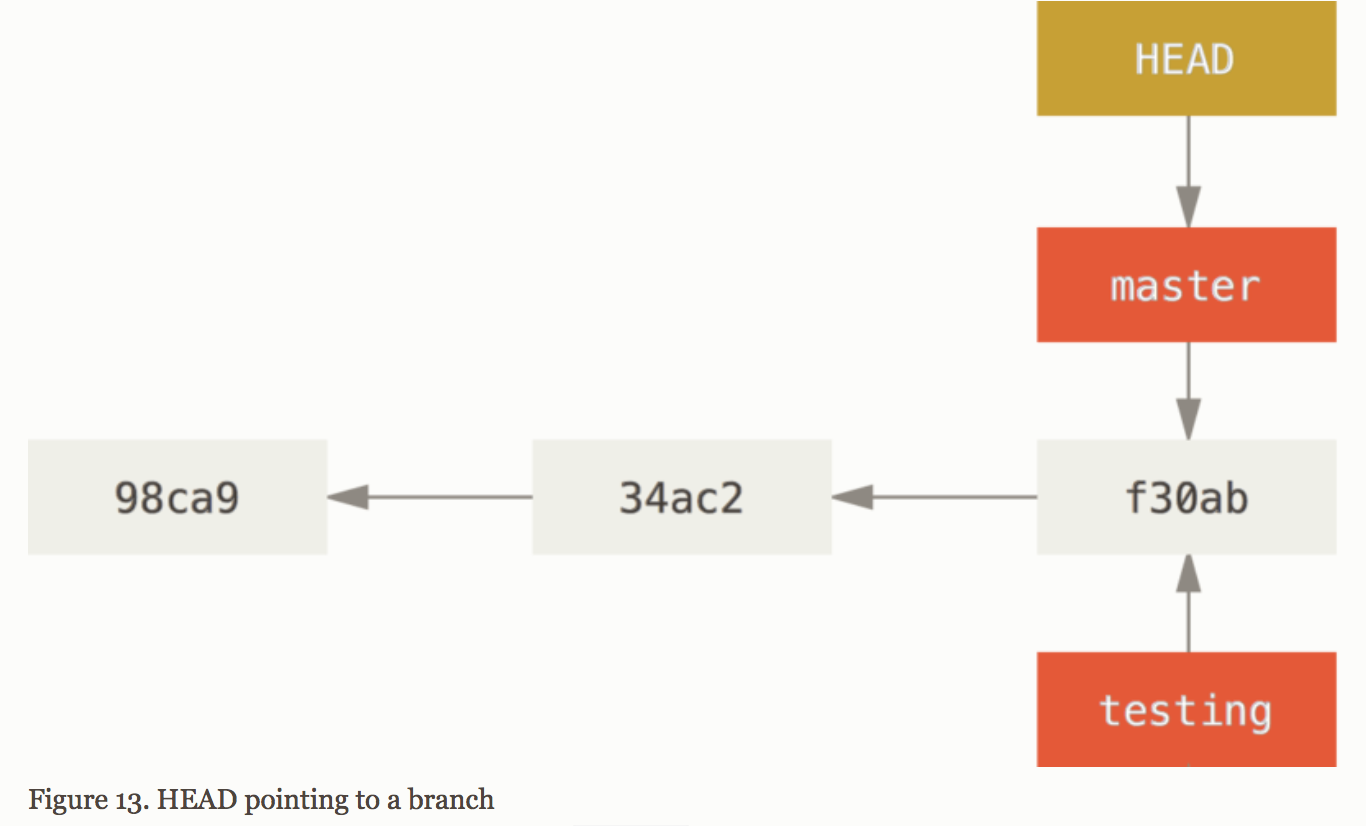 HEAD
master
98ca9
34ac2
f30ab
testing
Figure 13. HEAD pointing to a branch